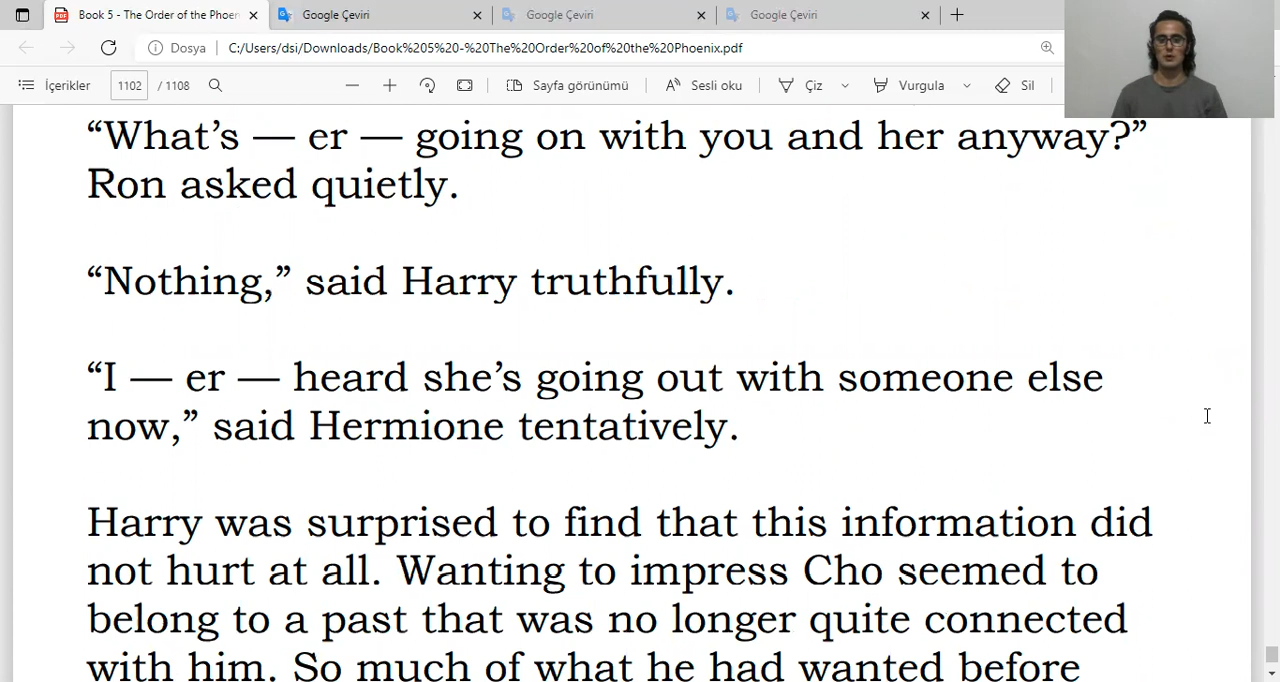 Book 5 - The Order of the Phoen
Google Çeviri
Google Çeviri
Google Çeviri
Dosya
C:/Users/dsi/Downloads/Book%205%20-%20The%20Order%20of%20the%20Phoenix.pdf
İçerikler
1102 / 1108
Sayfa görünümü
Sesli oku
Çiz
Vurgula
Sil
“What’s — er — going on with you and her anyway?”
Ron asked quietly.
“Nothing,” said Harry truthfully.
“I — er — heard she’s going out with someone else
now,” said Hermione tentatively.
Harry was surprised to find that this information did
not hurt at all. Wanting to impress Cho seemed to
belong to a past that was no longer quite connected
with him. So much of what he had wanted before